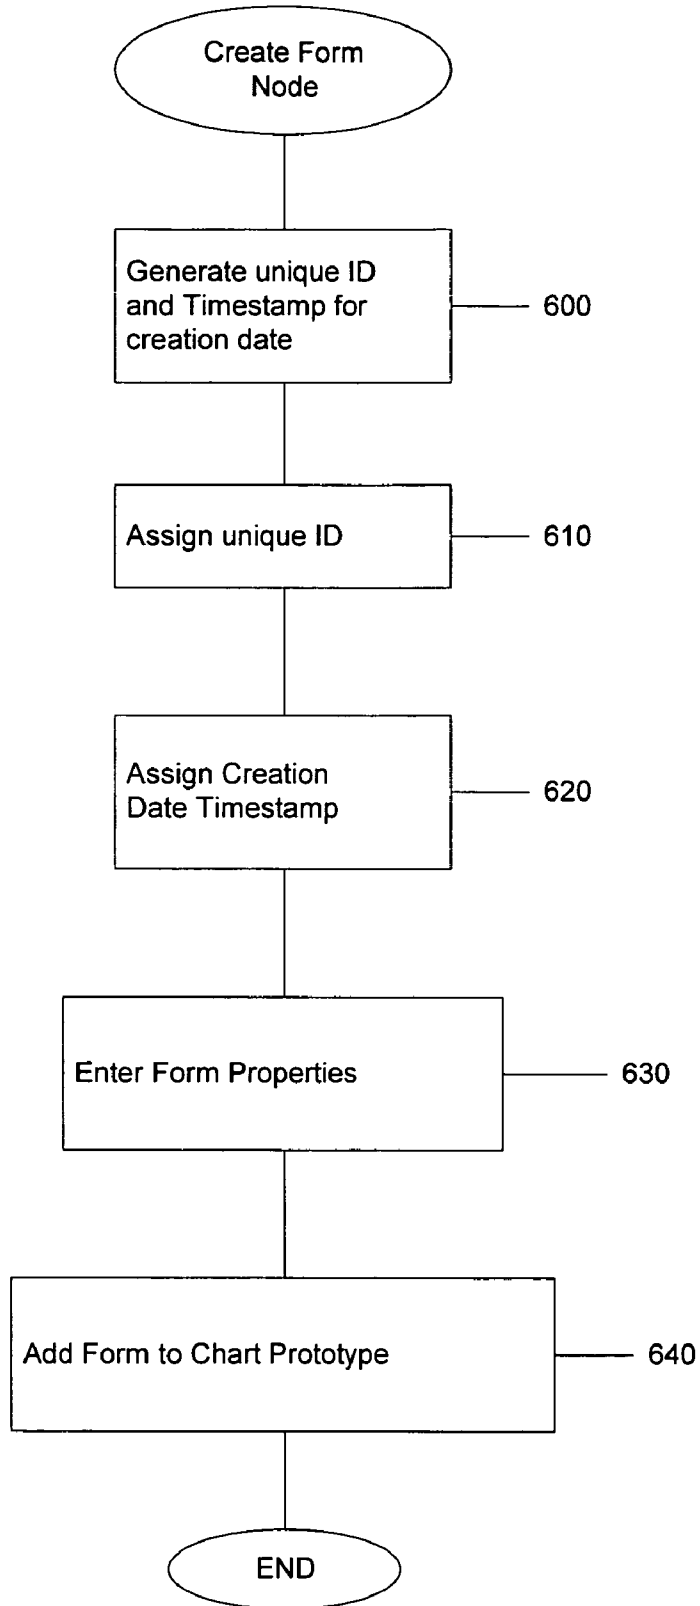 Create Form
Node
Generate unique ID
and Timestamp for
creation date
600
Assign unique ID
610
Assign Creation
Date Timestamp
620
Enter Form Properties
630
Add Form to Chart Prototype
640
END